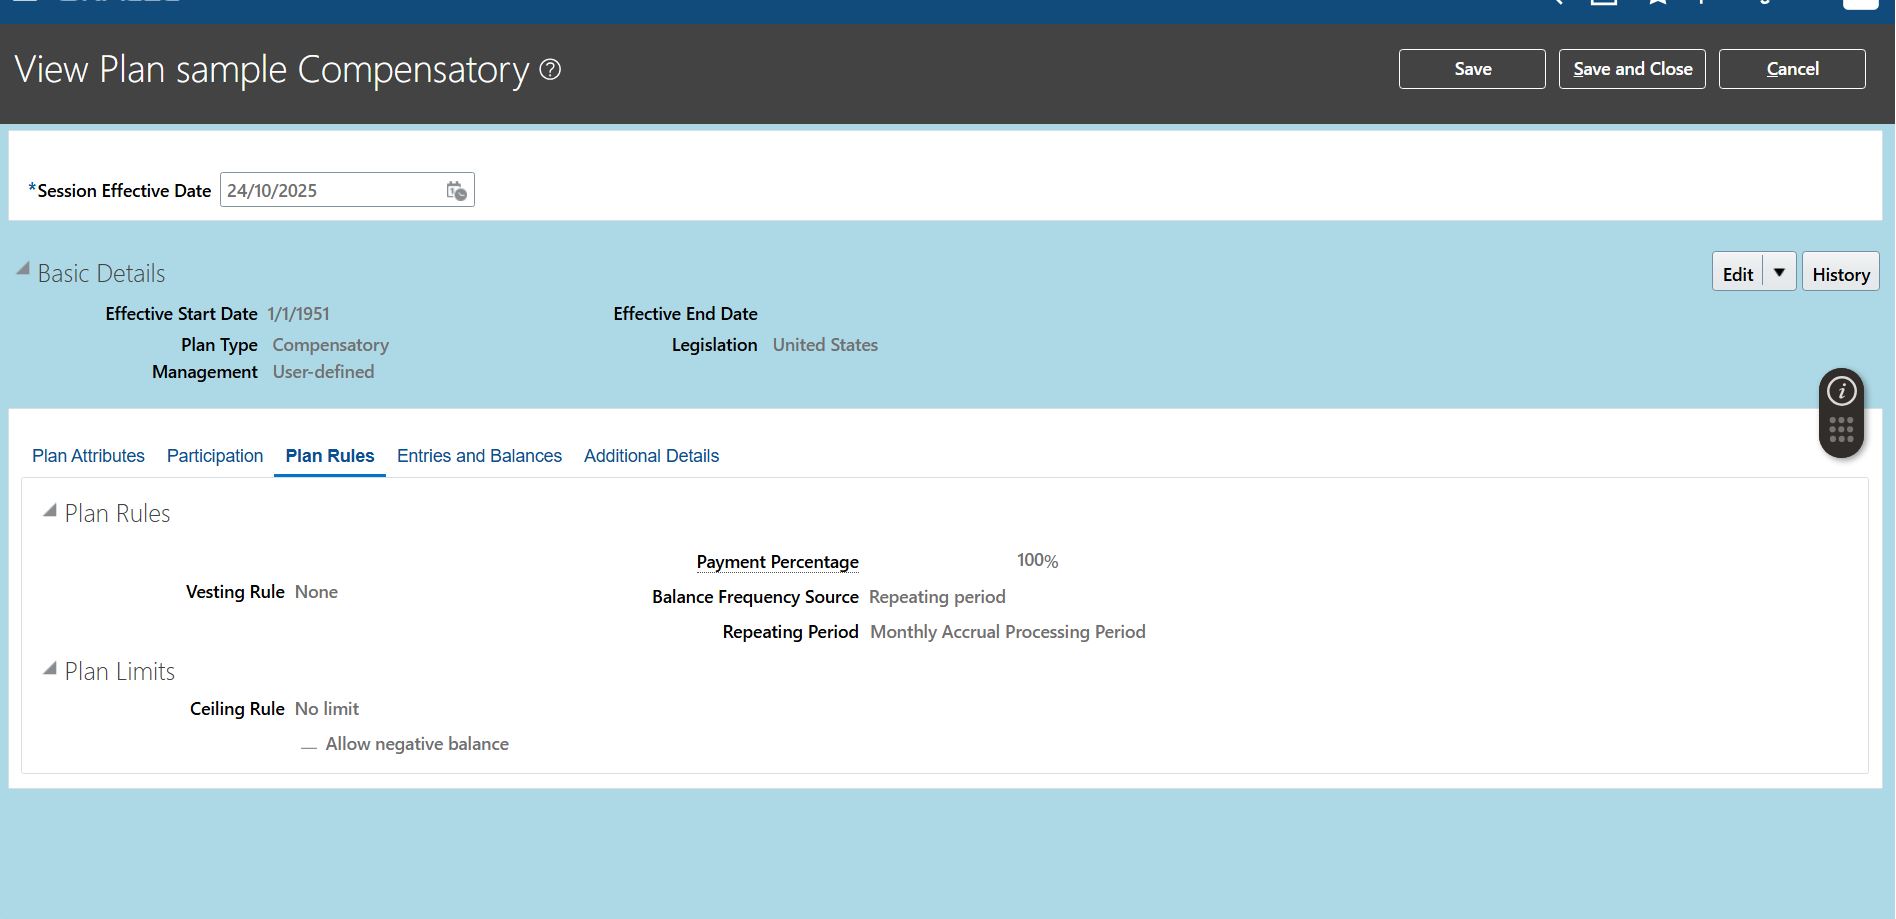 View Plan sample Compensatory
Save
Save and Close
Cancel
*Session Effective Date 24/10/2025
Basic Details
Edit
History
Effective Start Date 1/1/1951
Effective End Date
Plan Type Compensatory
Legislation United States
Management User-defined
Plan Attributes
Participation
Plan Rules
Entries and Balances
Additional Details
Plan Rules
Payment Percentage 100%
Vesting Rule None
Balance Frequency Source Repeating period
Repeating Period Monthly Accrual Processing Period
Plan Limits
Ceiling Rule No limit
Allow negative balance